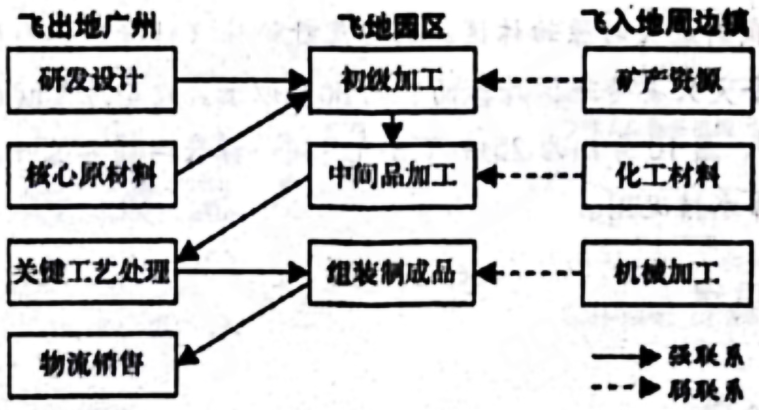 飞出地广州 飞地园区 飞入地周边镇
研发设计 初级加工 矿产资源
核心原材料 中间品加工 化工材料
关键工艺处理 组装制成品 机械加工
物流销售
强联系
弱联系